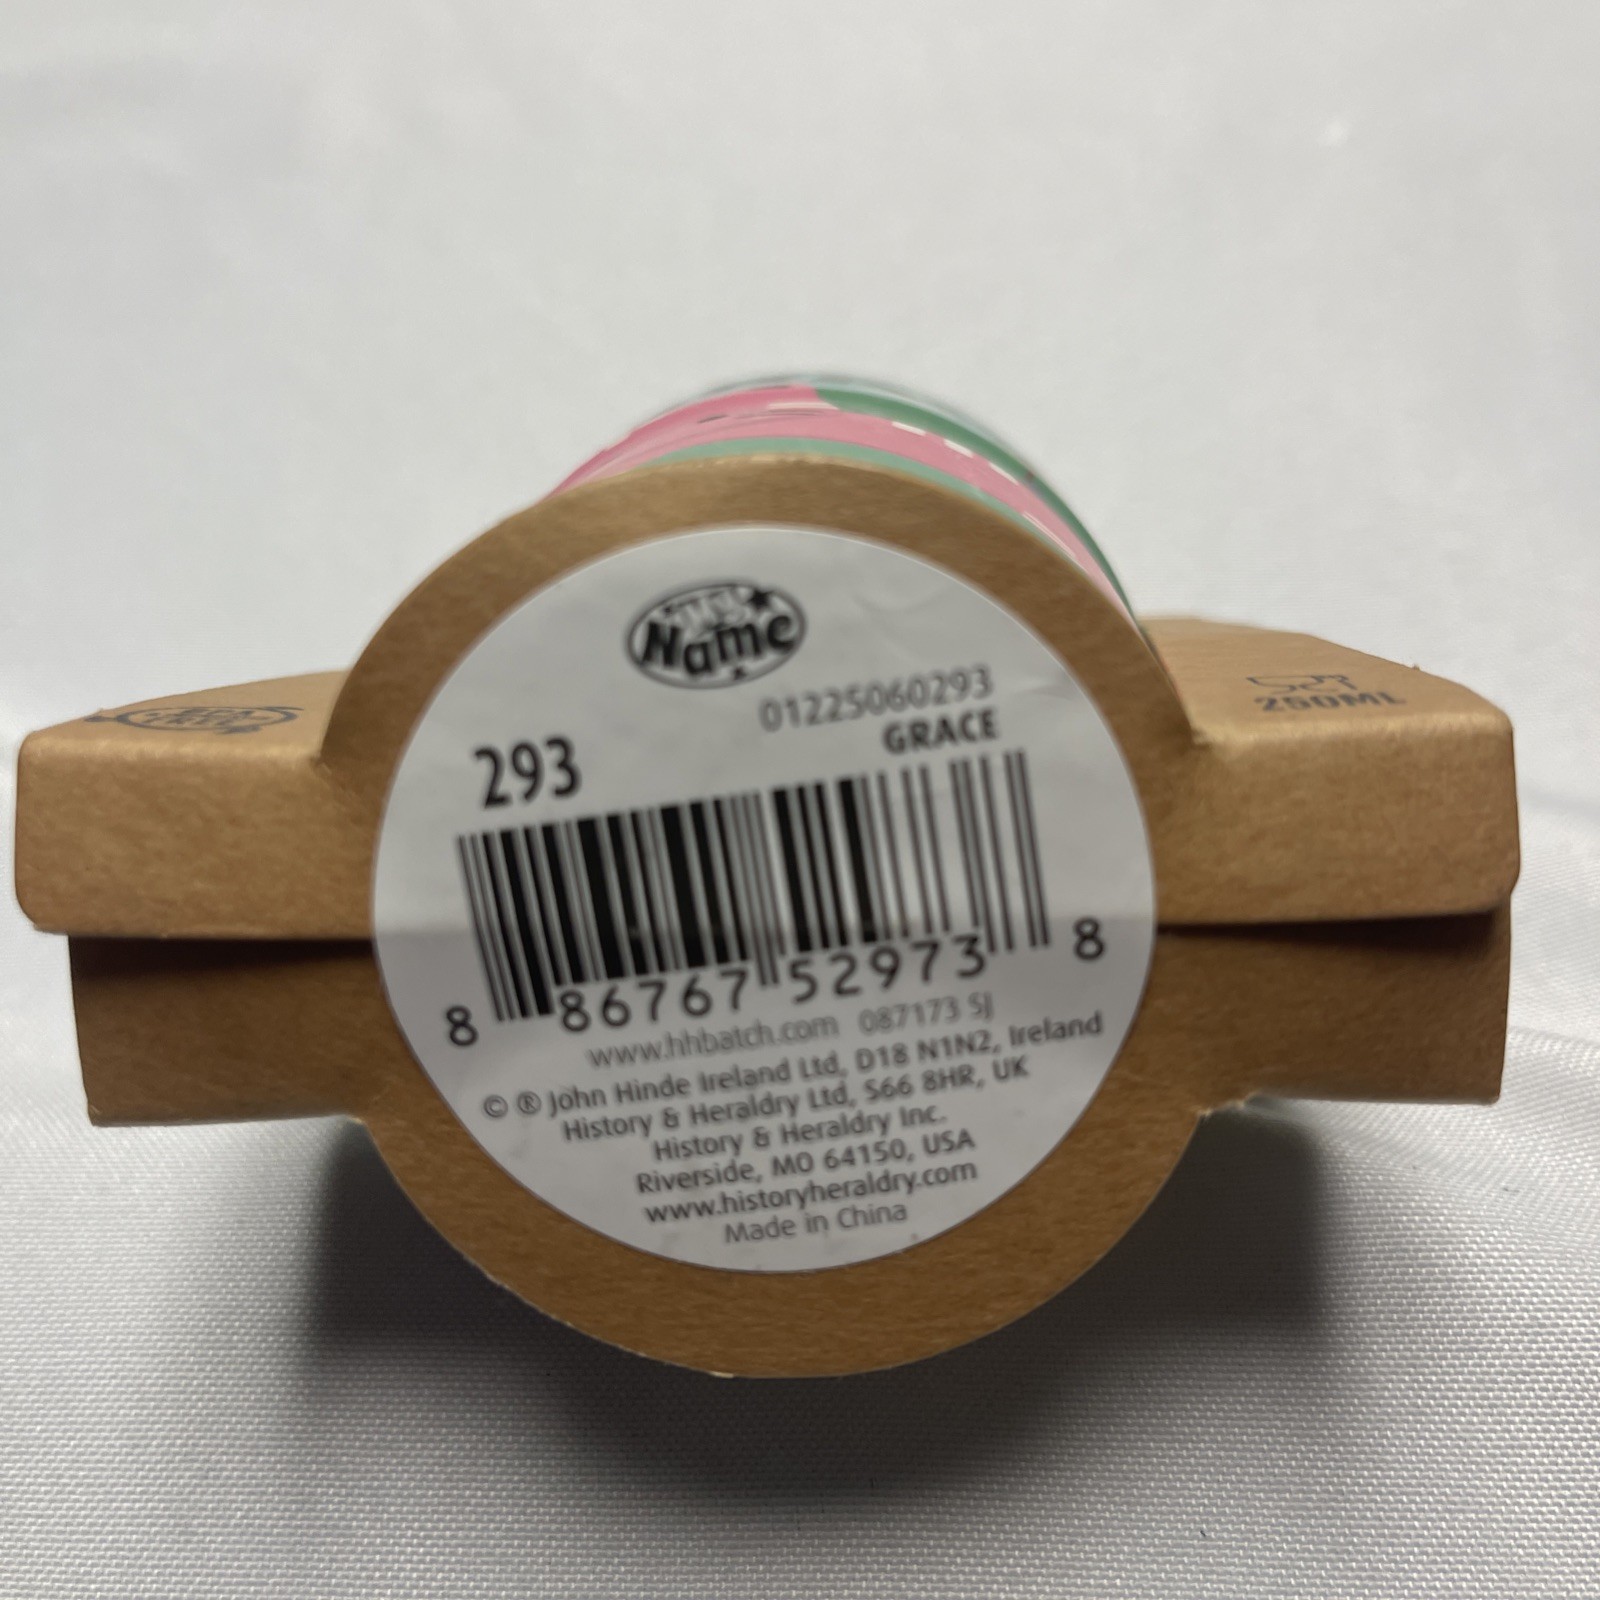 My
Name
01225060293
GRACE
293
8 86767 52973 8
www.hhbatch.com 087173 SJ
© ® John Hinde Ireland Ltd, D18 N1N2, Ireland
History & Heraldry Ltd, S66 8HR, UK
History & Heraldry Inc.
Riverside, MO 64150, USA
www.historyheraldry.com
Made in China
250ML